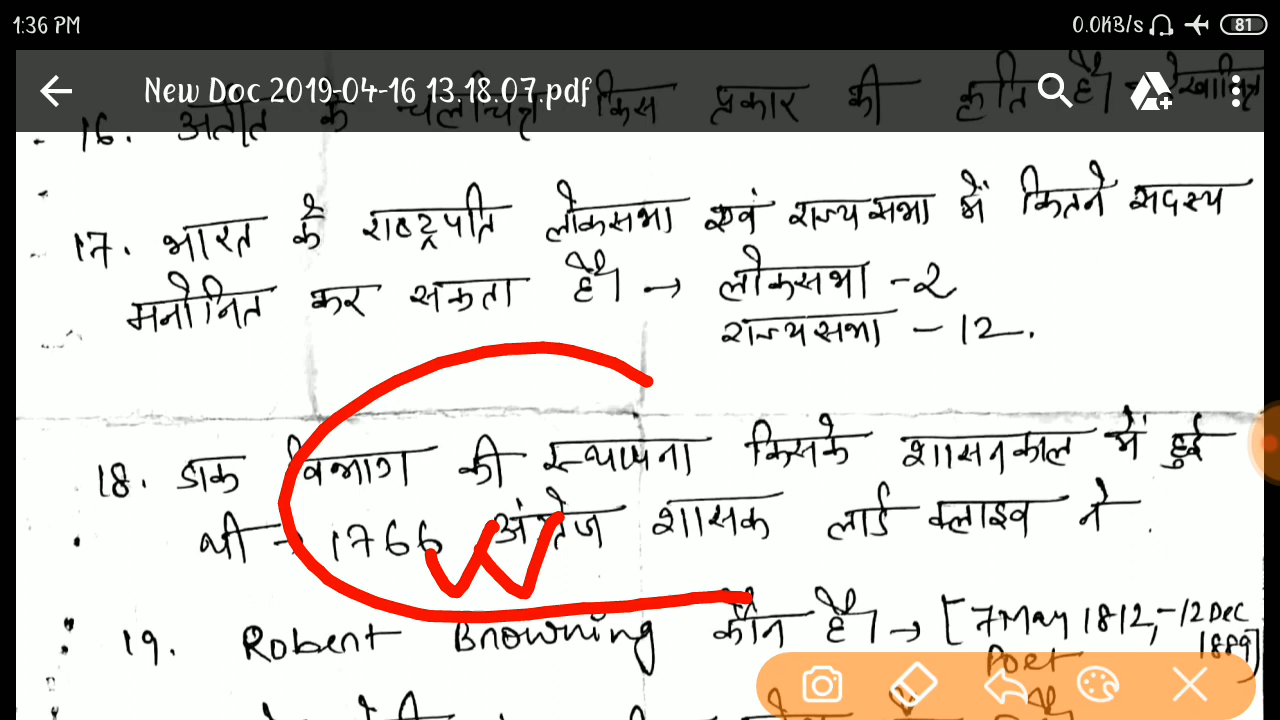 1:36 PM 0.0KB/s 81
New Doc 2019-04-16 13.18.07.pdf
16. अतीत के चलचित्र किस प्रकार की कृति है। रेखाचित्र
17. भारत के राष्ट्रपति लोकसभा एवं राज्यसभा में कितने सदस्य
मनोनित कर सकता है। → लोकसभा - 2
राज्यसभा - 12.
18. डाक विभाग की स्थापना किसके शासनकाल में हुई
थी → 1766 अंग्रेज शासक लार्ड क्लाइव ने.
19. Robert Browning कौन है। → [7 May 1812, - 12 Dec
1889]
Poet